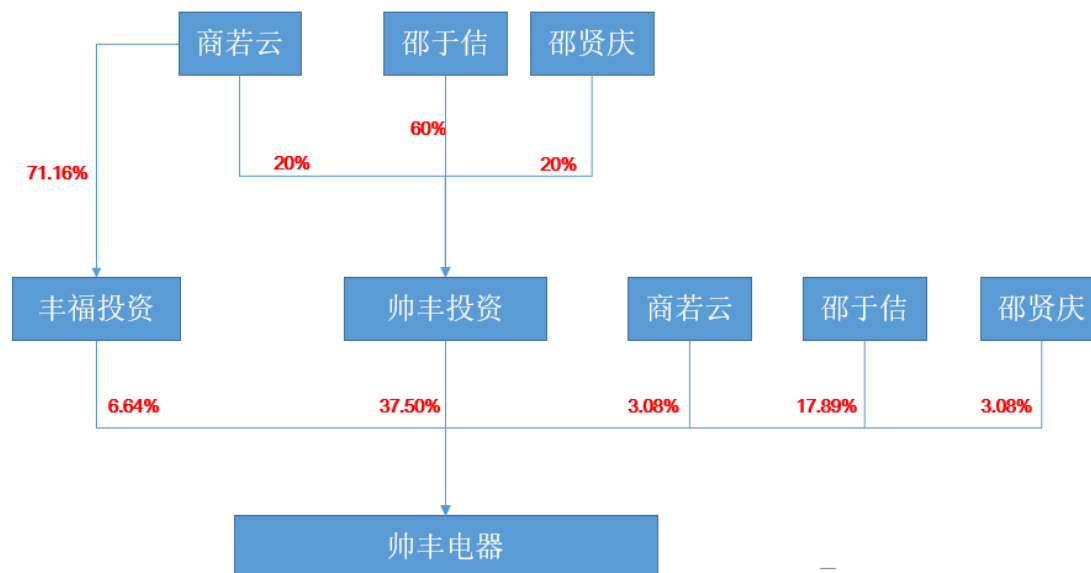 商若云
邵于佶
邵贤庆
60%
71.16%
20%
20%
丰福投资
帅丰投资
商若云
邵于佶
邵贤庆
6.64%
37.50%
3.08%
17.89%
3.08%
帅丰电器